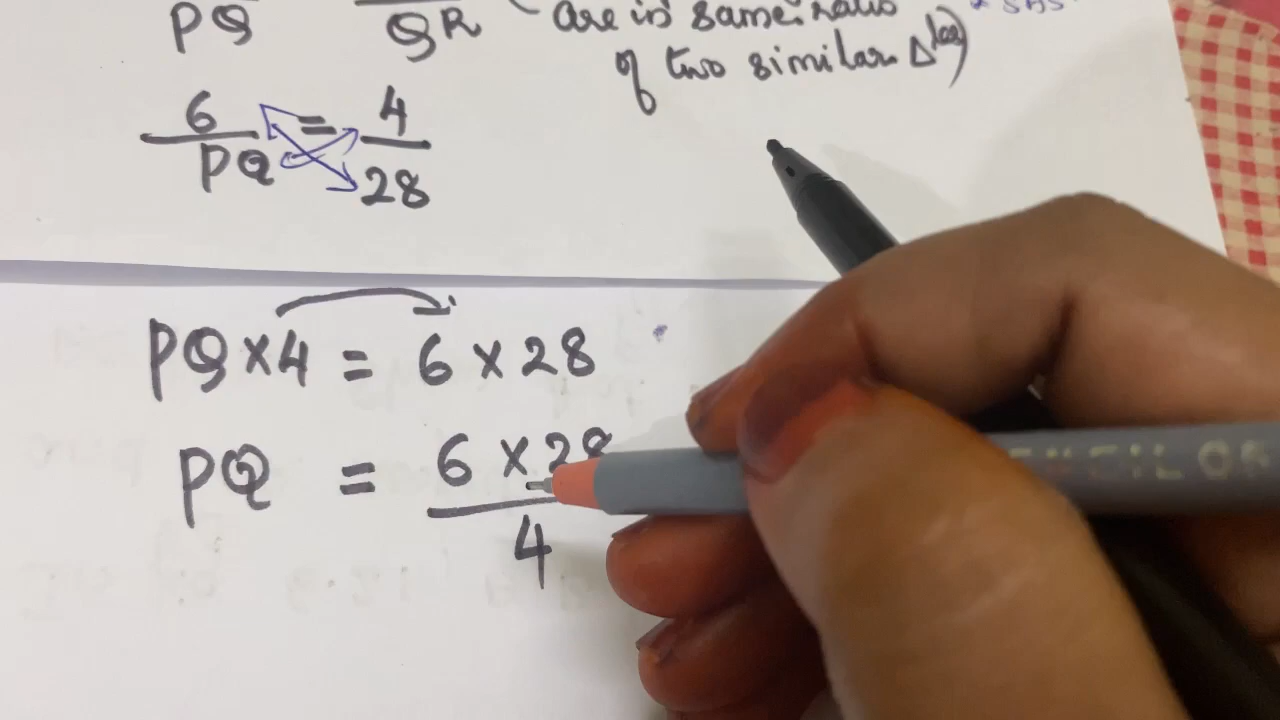 PQ QR
are in same ratio
of two similar Δ
6/PQ = 4/28
PQ × 4 = 6 × 28
PQ = 6 × 28/4